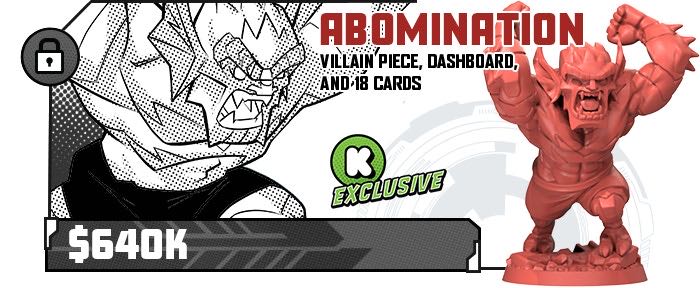 ABOMINATION
VILLAIN PIECE, DASHBOARD,
AND 18 CARDS
K
EXCLUSIVE
$640K